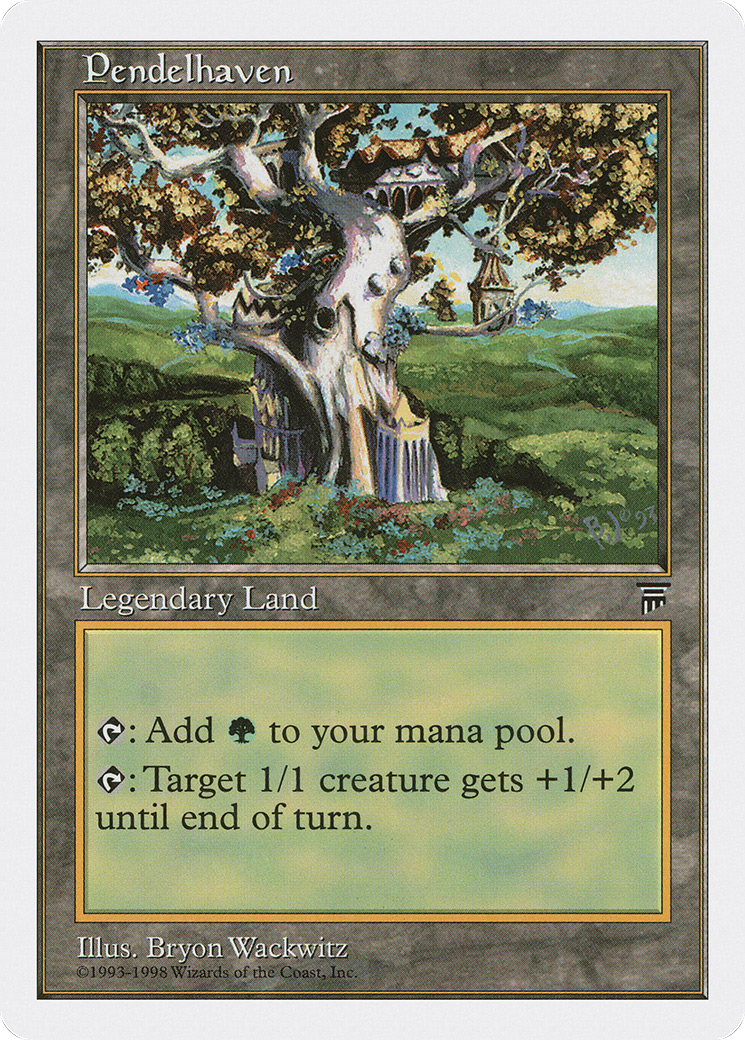 Pendelhaven
Legendary Land
: Add to your mana pool.
: Target 1/1 creature gets +1/+2
until end of turn.
Illus. Bryon Wackwitz
©1993-1998 Wizards of the Coast, Inc.